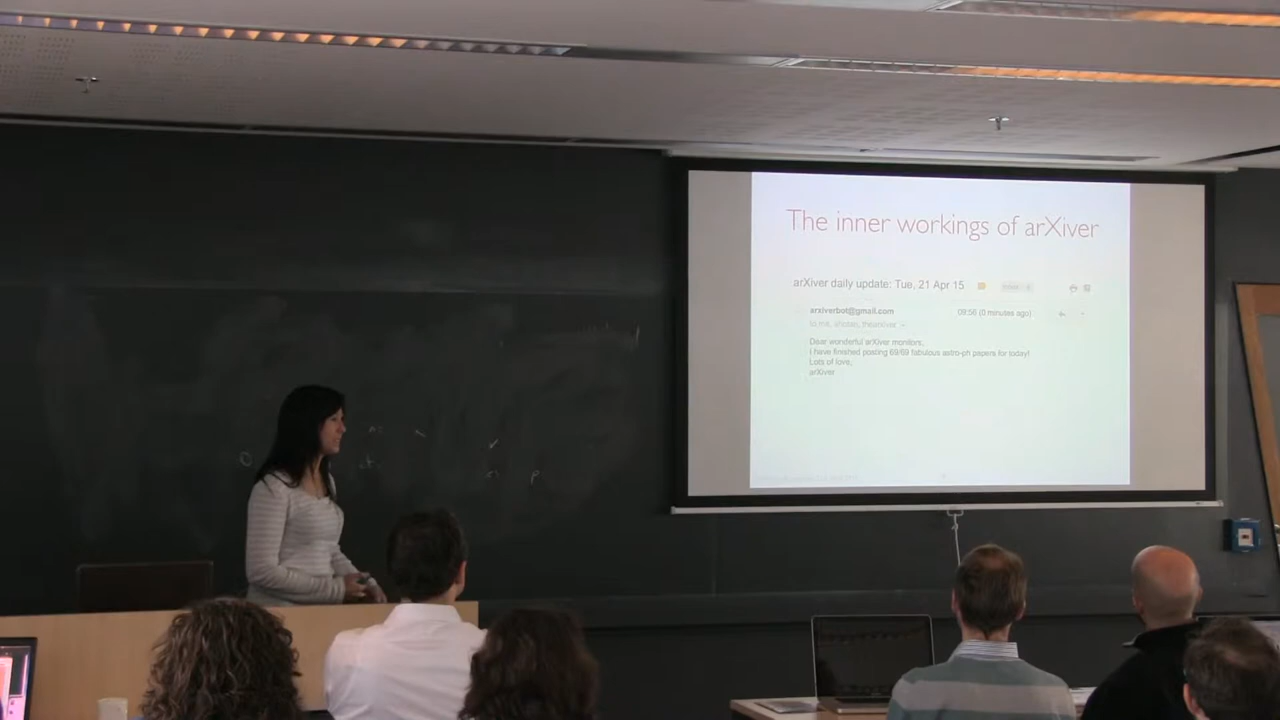 The inner workings of arXiver
arXiver daily update: Tue, 21 Apr 15
arxiverbot@gmail.com 09:56 (0 minutes ago)
to me,
Dear wonderful arXiver monitors,
I have finished posting 69/69 fabulous astro-ph papers for today!
Lots of love,
arXiver